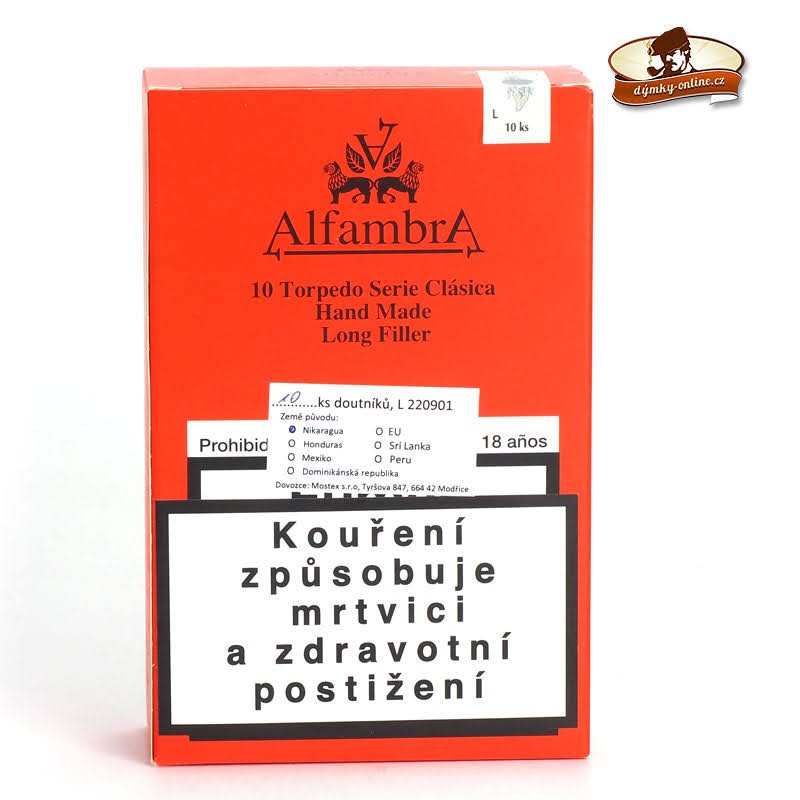 dýmky-online.cz
L
10 ks
AlfambrA
10 Torpedo Serie Clásica
Hand Made
Long Filler
10 ks doutníků, L 220901
Země původu:
Nikaragua
EU
Honduras
Srí Lanka
Mexiko
Peru
Dominikánská republika
Dovozce: Mostex s.r.o, Tyršova 847, 664 42 Modřice
18 años
Kouření
způsobuje
mrtvici
a zdravotní
postižení